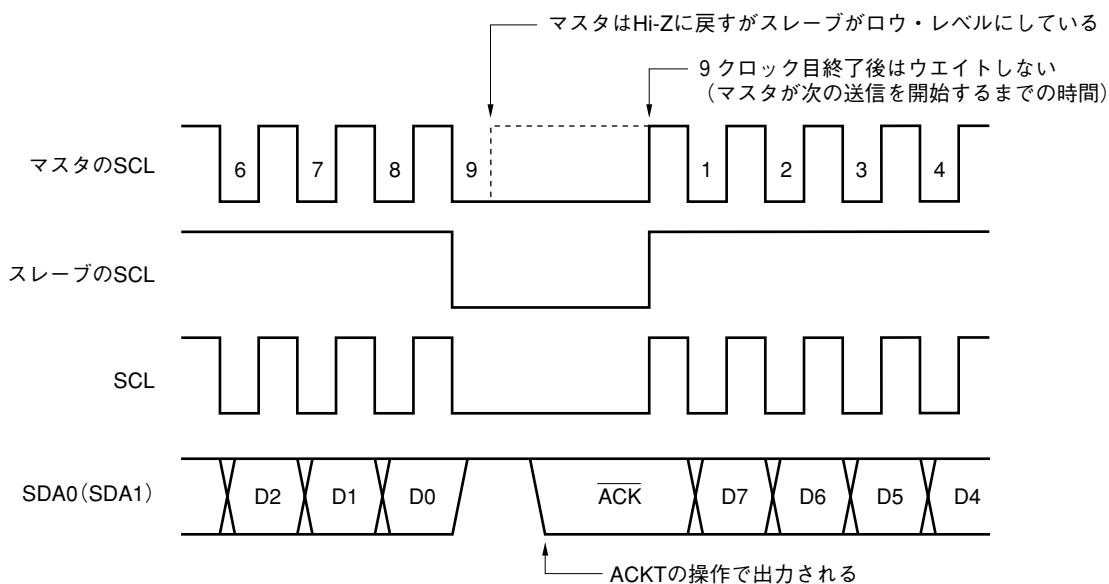 マスタはHi-Zに戻すがスレーブがロウ・レベルにしている
9 クロック目終了後はウエイトしない
(マスタが次の送信を開始するまでの時間)
マスタのSCL
6 7 8 9 1 2 3 4
スレーブのSCL
SCL
SDA0(SDA1)
D2 D1 D0 ACK D7 D6 D5 D4
ACKTの操作で出力される